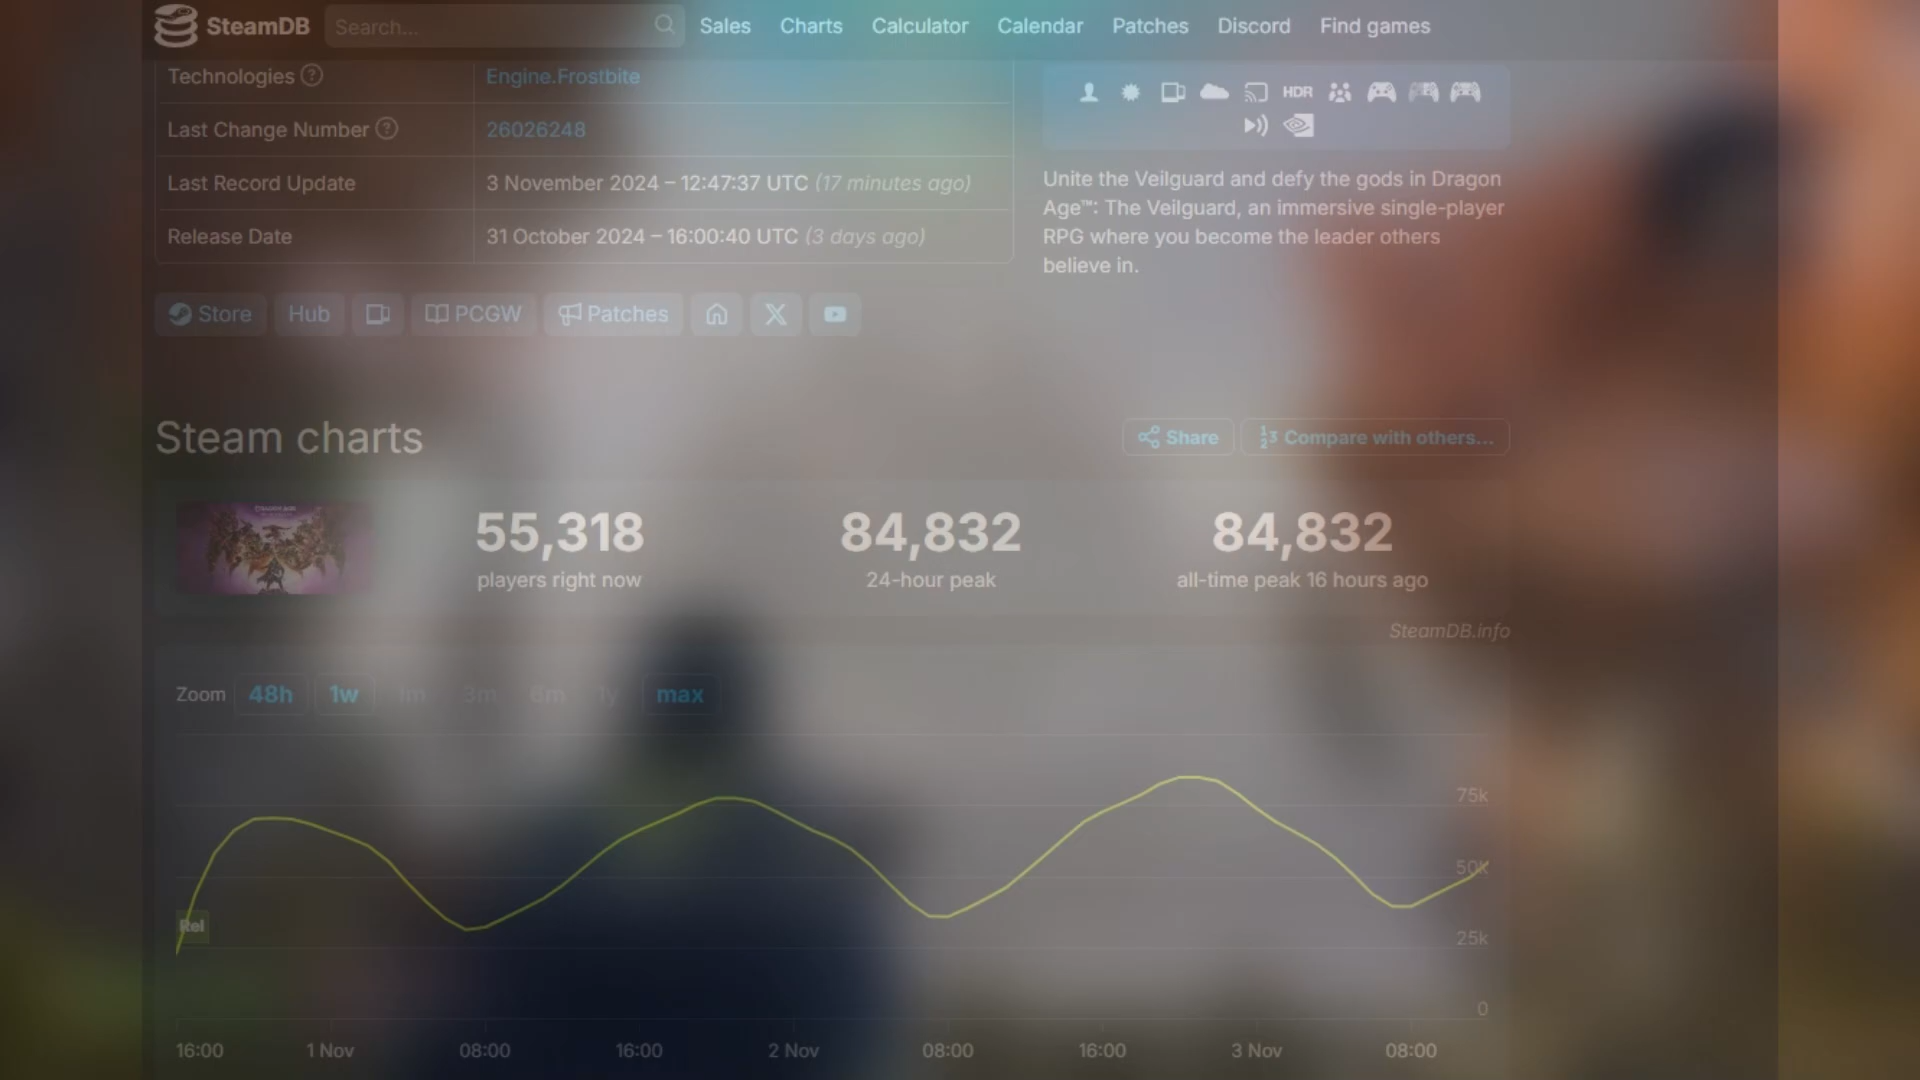 SteamDB Search... Sales Charts Calculator Calendar Patches Discord Find games
Technologies Engine.Frostbite
Last Change Number 26026248
Last Record Update 3 November 2024 – 12:47:37 UTC (17 minutes ago)
Release Date 31 October 2024 – 16:00:40 UTC (3 days ago)
HDR
Unite the Veilguard and defy the gods in Dragon
Age™: The Veilguard, an immersive single-player
RPG where you become the leader others
believe in.
Store Hub PCGW Patches
Steam charts
Share Compare with others...
DRAGON AGE
55,318 84,832 84,832
players right now 24-hour peak all-time peak 16 hours ago
SteamDB.info
Zoom 48h 1w 1m 3m 6m 1y max
75k
50k
Rel
25k
0
16:00 1 Nov 08:00 16:00 2 Nov 08:00 16:00 3 Nov 08:00